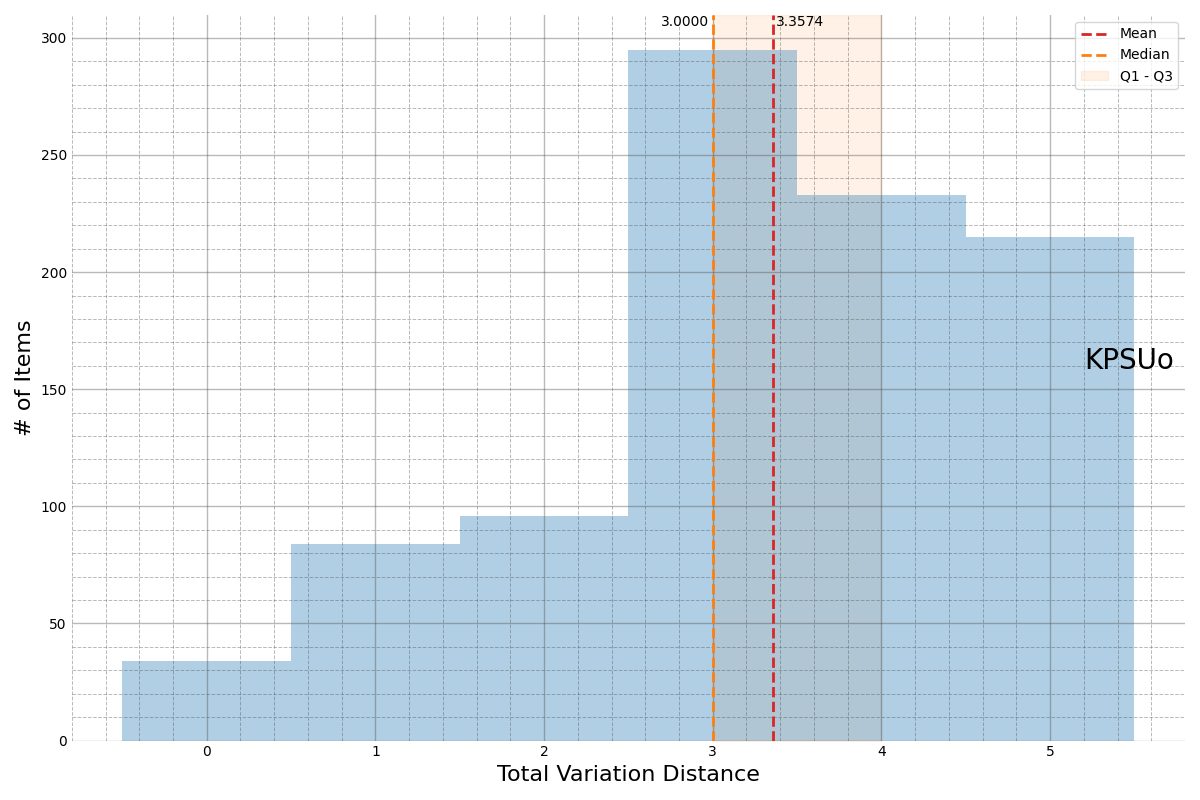 3.0000
3.3574
Mean
Median
Q1 - Q3
300
250
200
150
100
50
0
# of Items
KPSUo
0
1
2
3
4
5
Total Variation Distance